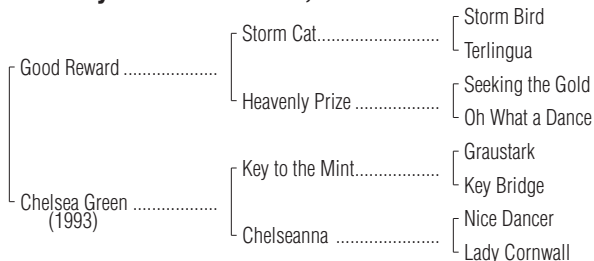 Storm Bird
Storm Cat....................
Terlingua
Good Reward ...................
Seeking the Gold
Heavenly Prize .................
Oh What a Dance
Graustark
Key to the Mint.................
Key Bridge
Chelsea Green .................
(1993)
Nice Dancer
Chelseanna .....................
Lady Cornwall